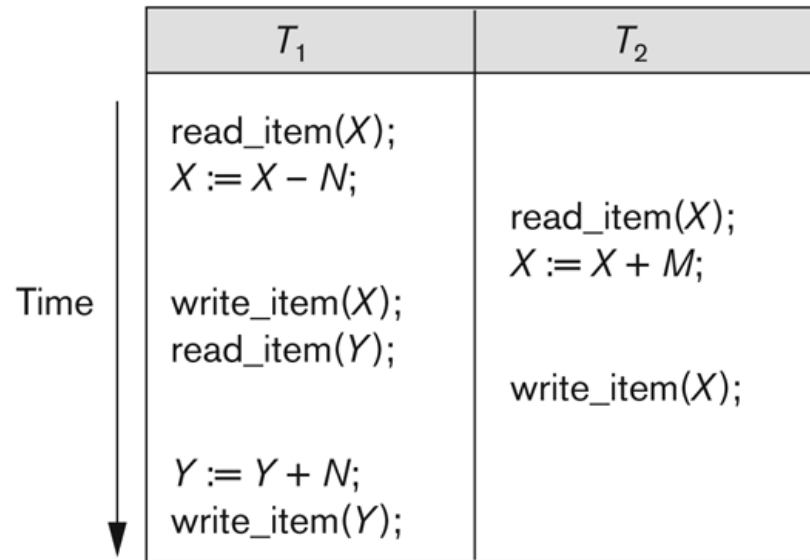 T₁ T₂
read_item(X);
X := X – N;
read_item(X);
X := X + M;
Time
write_item(X);
read_item(Y);
write_item(X);
Y := Y + N;
write_item(Y);